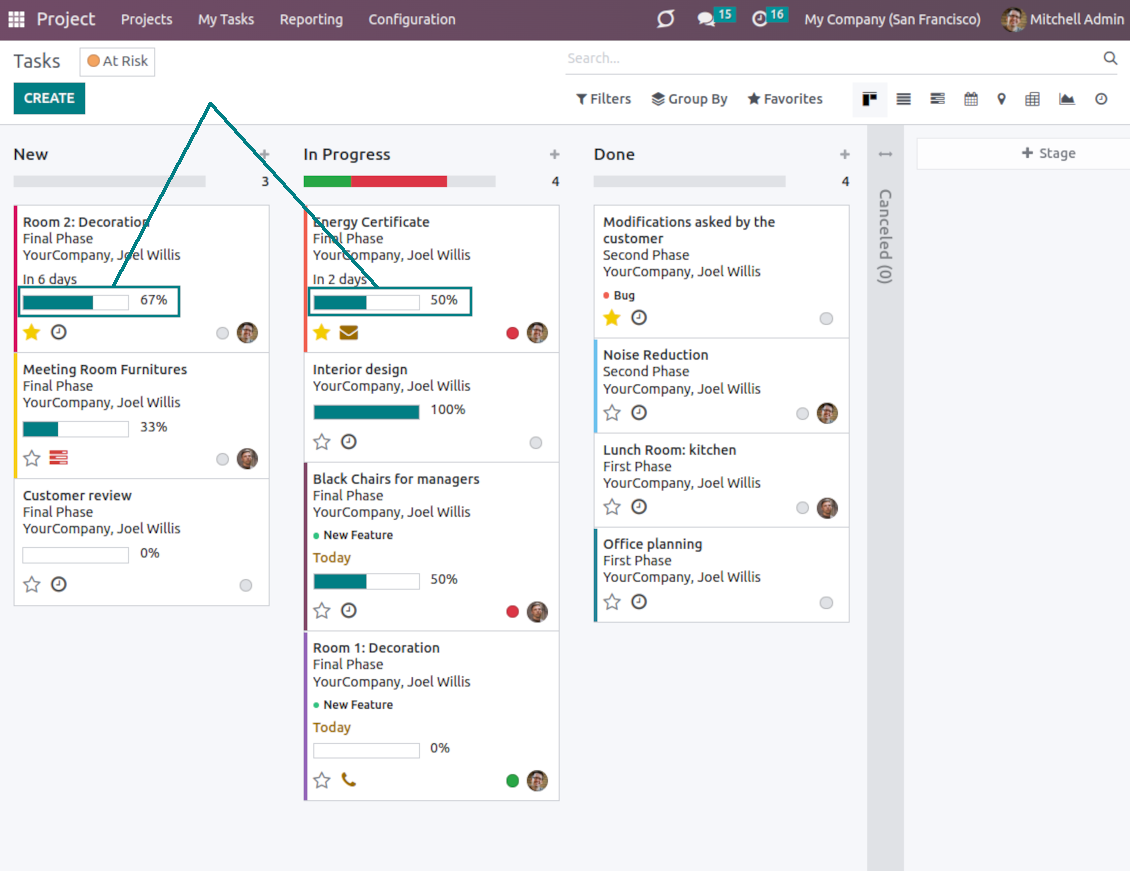 Project
Projects
My Tasks
Reporting
Configuration
15
16
My Company (San Francisco)
Mitchell Admin
Tasks
At Risk
Search...
CREATE
Filters
Group By
Favorites
New
3
Room 2: Decoration
Final Phase
YourCompany, Joel Willis
In 6 days
67%
Meeting Room Furnitures
Final Phase
YourCompany, Joel Willis
33%
Customer review
Final Phase
YourCompany, Joel Willis
0%
In Progress
4
Energy Certificate
Final Phase
YourCompany, Joel Willis
In 2 days
50%
Interior design
YourCompany, Joel Willis
100%
Black Chairs for managers
Final Phase
YourCompany, Joel Willis
New Feature
Today
50%
Room 1: Decoration
Final Phase
YourCompany, Joel Willis
New Feature
Today
0%
Done
4
Modifications asked by the
customer
Second Phase
YourCompany, Joel Willis
Bug
Noise Reduction
Second Phase
YourCompany, Joel Willis
Lunch Room: kitchen
First Phase
YourCompany, Joel Willis
Office planning
First Phase
YourCompany, Joel Willis
Canceled (0)
+ Stage